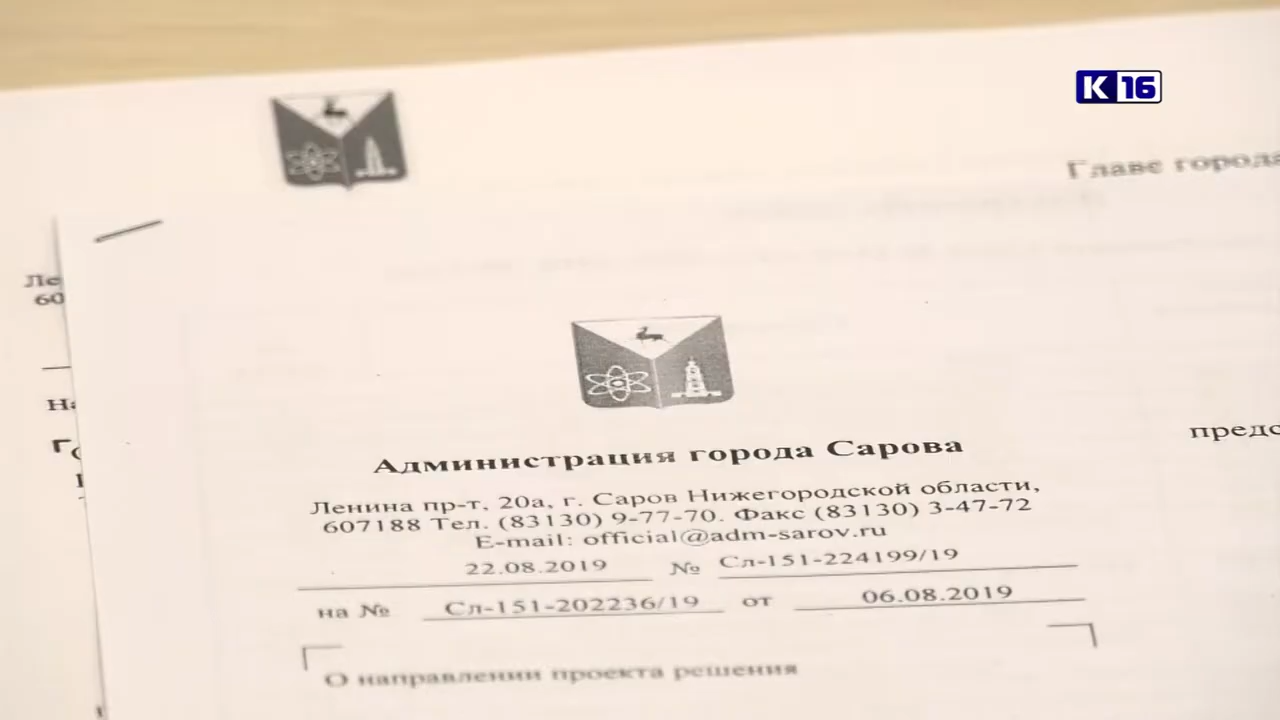 К 16
Главе города
Администрация города Сарова
предс
Ленина пр-т, 20а, г. Саров Нижегородской области,
607188 Тел. (83130) 9-77-70. Факс (83130) 3-47-72
E-mail: official@adm-sarov.ru
22.08.2019 № Сл-151-224199/19
на № Сл-151-202236/19 от 06.08.2019
О направлении проекта решения